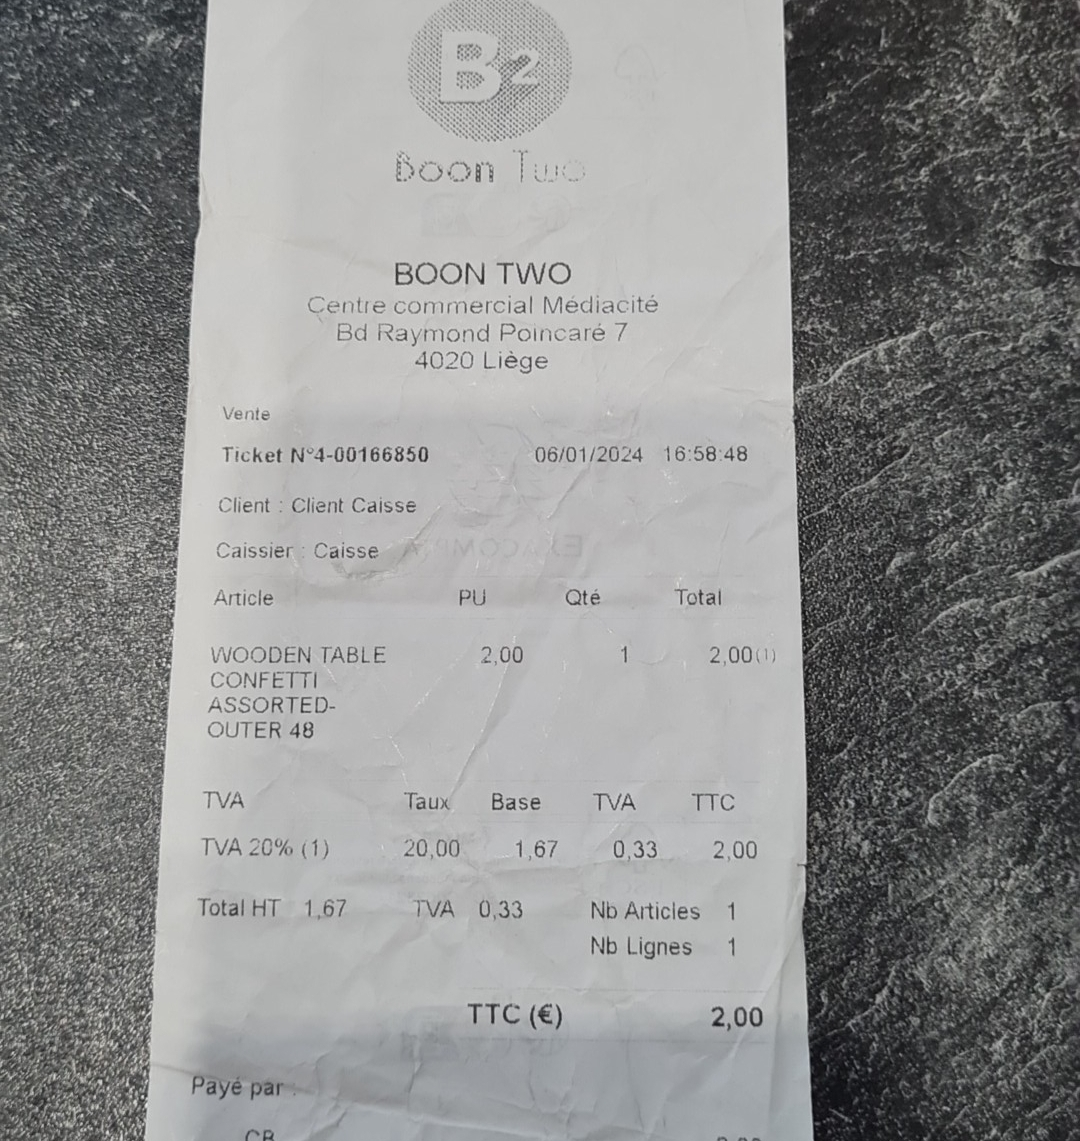 B2
Boon Two
BOON TWO
Centre commercial Médiacité
Bd Raymond Poincaré 7
4020 Liège
Vente
Ticket N°4-00166850 06/01/2024 16:58:48
Client : Client Caisse
Caissier : Caisse
Article PU Qté Total
WOODEN TABLE 2,00 1 2,00(1)
CONFETTI
ASSORTED-
OUTER 48
TVA Taux Base TVA TTC
TVA 20% (1) 20,00 1,67 0,33 2,00
Total HT 1,67 TVA 0,33 Nb Articles 1
Nb Lignes 1
TTC (€) 2,00
Payé par :
CB